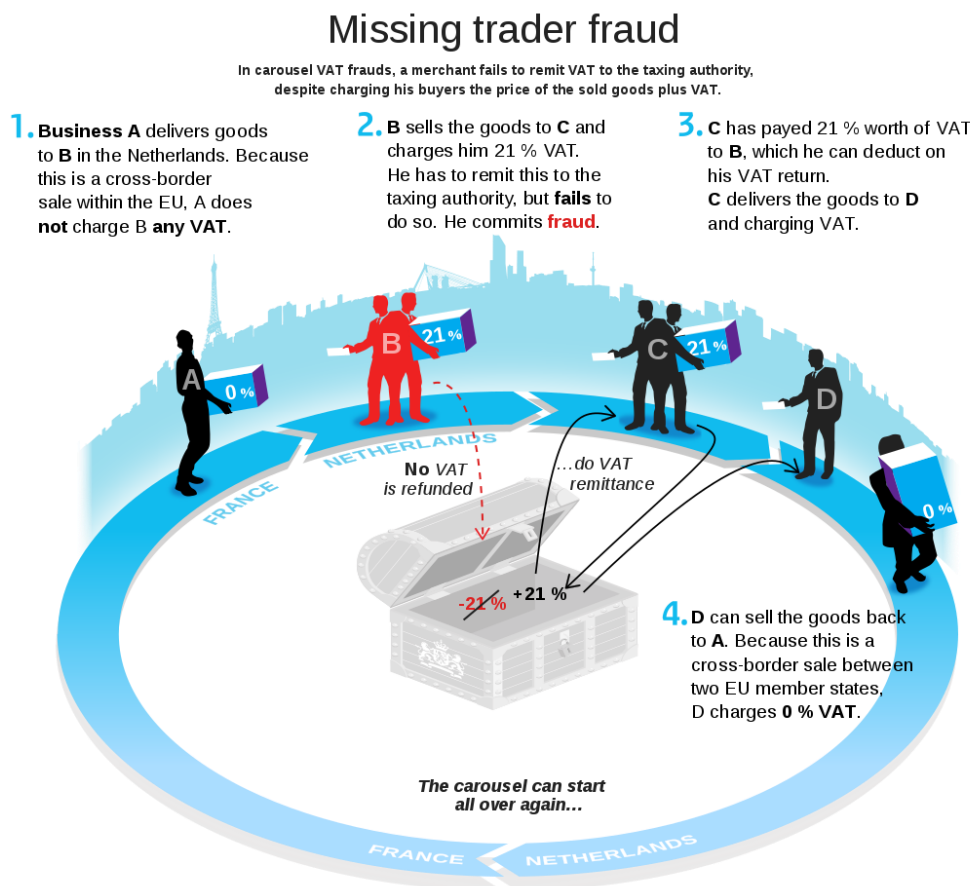 Missing trader fraud
In carousel VAT frauds, a merchant fails to remit VAT to the taxing authority,
despite charging his buyers the price of the sold goods plus VAT.
1. Business A delivers goods
to B in the Netherlands. Because
this is a cross-border
sale within the EU, A does
not charge B any VAT.
2. B sells the goods to C and
charges him 21 % VAT.
He has to remit this to the
taxing authority, but fails to
do so. He commits fraud.
3. C has payed 21 % worth of VAT
to B, which he can deduct on
his VAT return.
C delivers the goods to D
and charging VAT.
A
0 %
B
21 %
C
21 %
D
0 %
FRANCE
NETHERLANDS
No VAT
is refunded
...do VAT
remittance
-21 %
+21 %
4. D can sell the goods back
to A. Because this is a
cross-border sale between
two EU member states,
D charges 0 % VAT.
The carousel can start
all over again...
FRANCE
NETHERLANDS